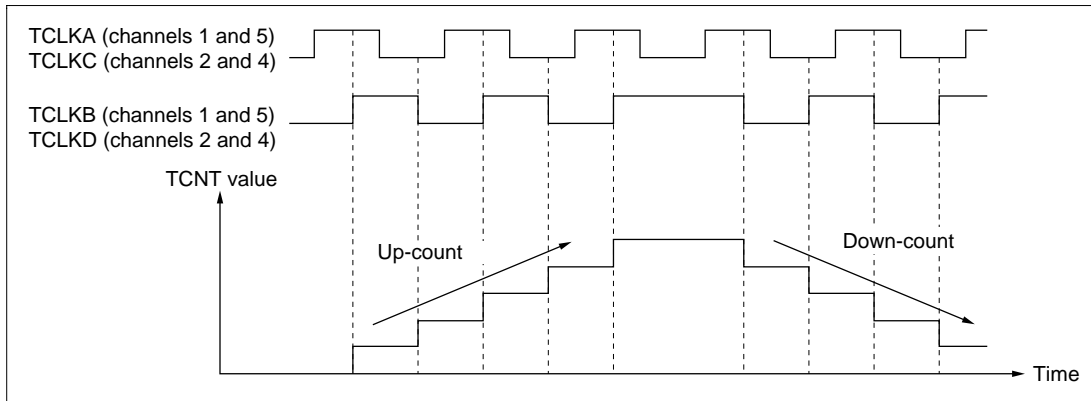 TCLKA (channels 1 and 5)
TCLKC (channels 2 and 4)
TCLKB (channels 1 and 5)
TCLKD (channels 2 and 4)
TCNT value
Up-count
Down-count
Time